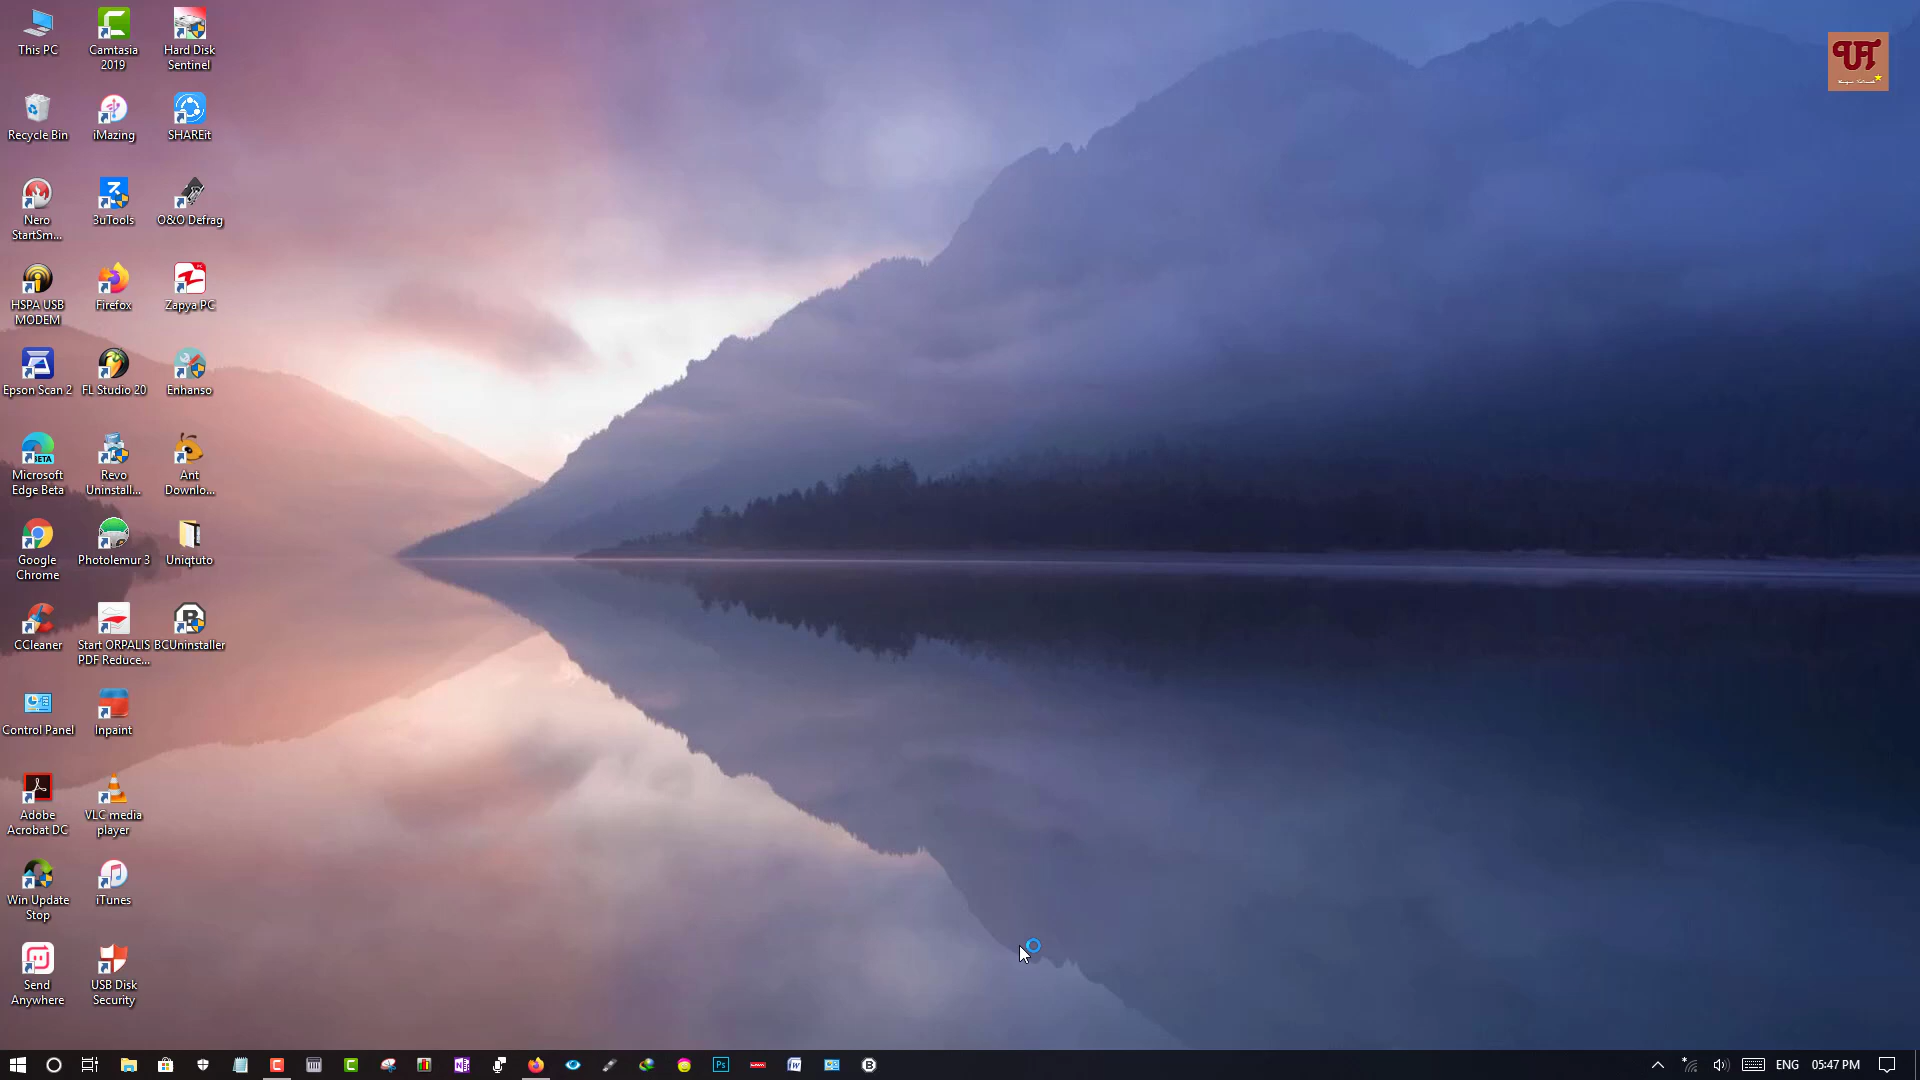 This PC
Camtasia
2019
Hard Disk
Sentinel
Recycle Bin
iMazing
SHAREit
Nero
StartSm...
3uTools
O&O Defrag
HSPA USB
MODEM
Firefox
Zapya PC
Epson Scan 2
FL Studio 20
Enhanso
BETA
Microsoft
Edge Beta
Revo
Uninstall...
Ant
Downlo...
Google
Chrome
Photolemur 3
Uniqtuto
CCleaner
Start ORPALIS
PDF Reduce...
BCUninstaller
Control Panel
Inpaint
Adobe
Acrobat DC
VLC media
player
Win Update
Stop
iTunes
Send
Anywhere
USB Disk
Security
UT
Ps
ENG
05:47 PM